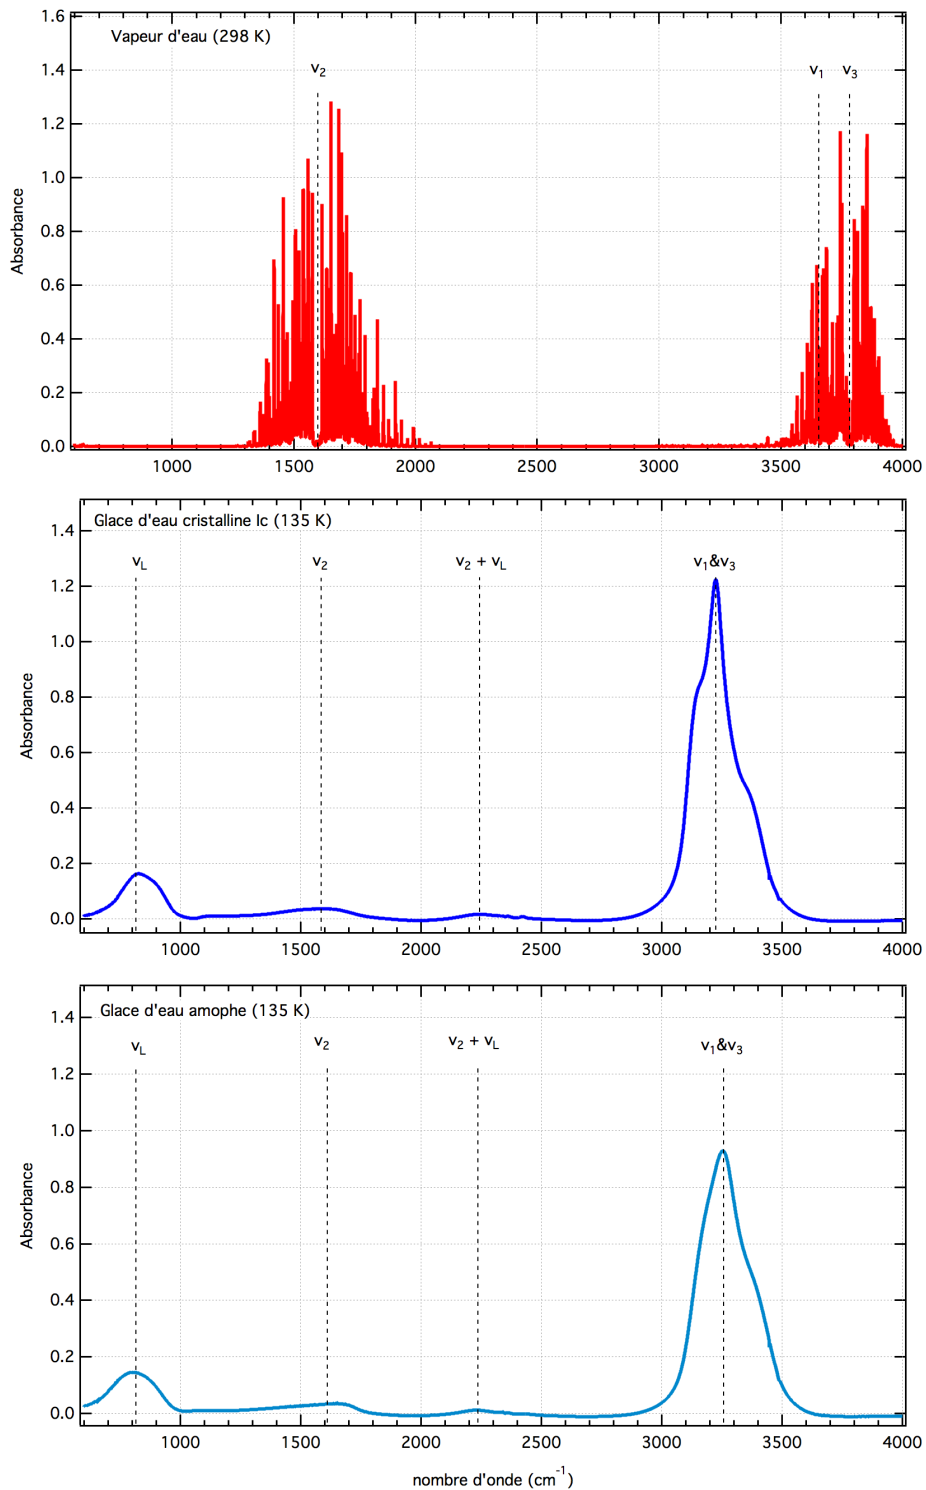 1.6
Vapeur d'eau (298 K)
ν2
ν1
ν3
1.4
1.2
1.0
0.8
0.6
0.4
0.2
0.0
Absorbance
1000 1500 2000 2500 3000 3500 4000
Glace d'eau cristalline Ic (135 K)
νL
ν2
ν2 + νL
ν1&ν3
1.4
1.2
1.0
0.8
0.6
0.4
0.2
0.0
Absorbance
1000 1500 2000 2500 3000 3500 4000
Glace d'eau amophe (135 K)
νL
ν2
ν2 + νL
ν1&ν3
1.4
1.2
1.0
0.8
0.6
0.4
0.2
0.0
Absorbance
1000 1500 2000 2500 3000 3500 4000
nombre d'onde (cm-1)